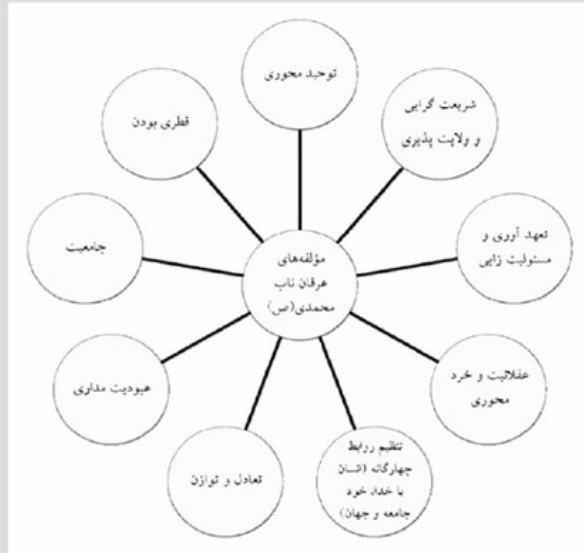 توحید محوری
شریعت گرایی
و ولایت پذیری
تعهد آوری و
مسئولیت زایی
عقلانیت و خرد
محوری
تنظیم روابط
چهارگانه (انسان
با خدا، خود
جامعه و جهان)
تعادل و توازن
عبودیت مداری
جامعیت
فطری بودن
مؤلفه‌های
عرفان ناب
محمدی(ص)